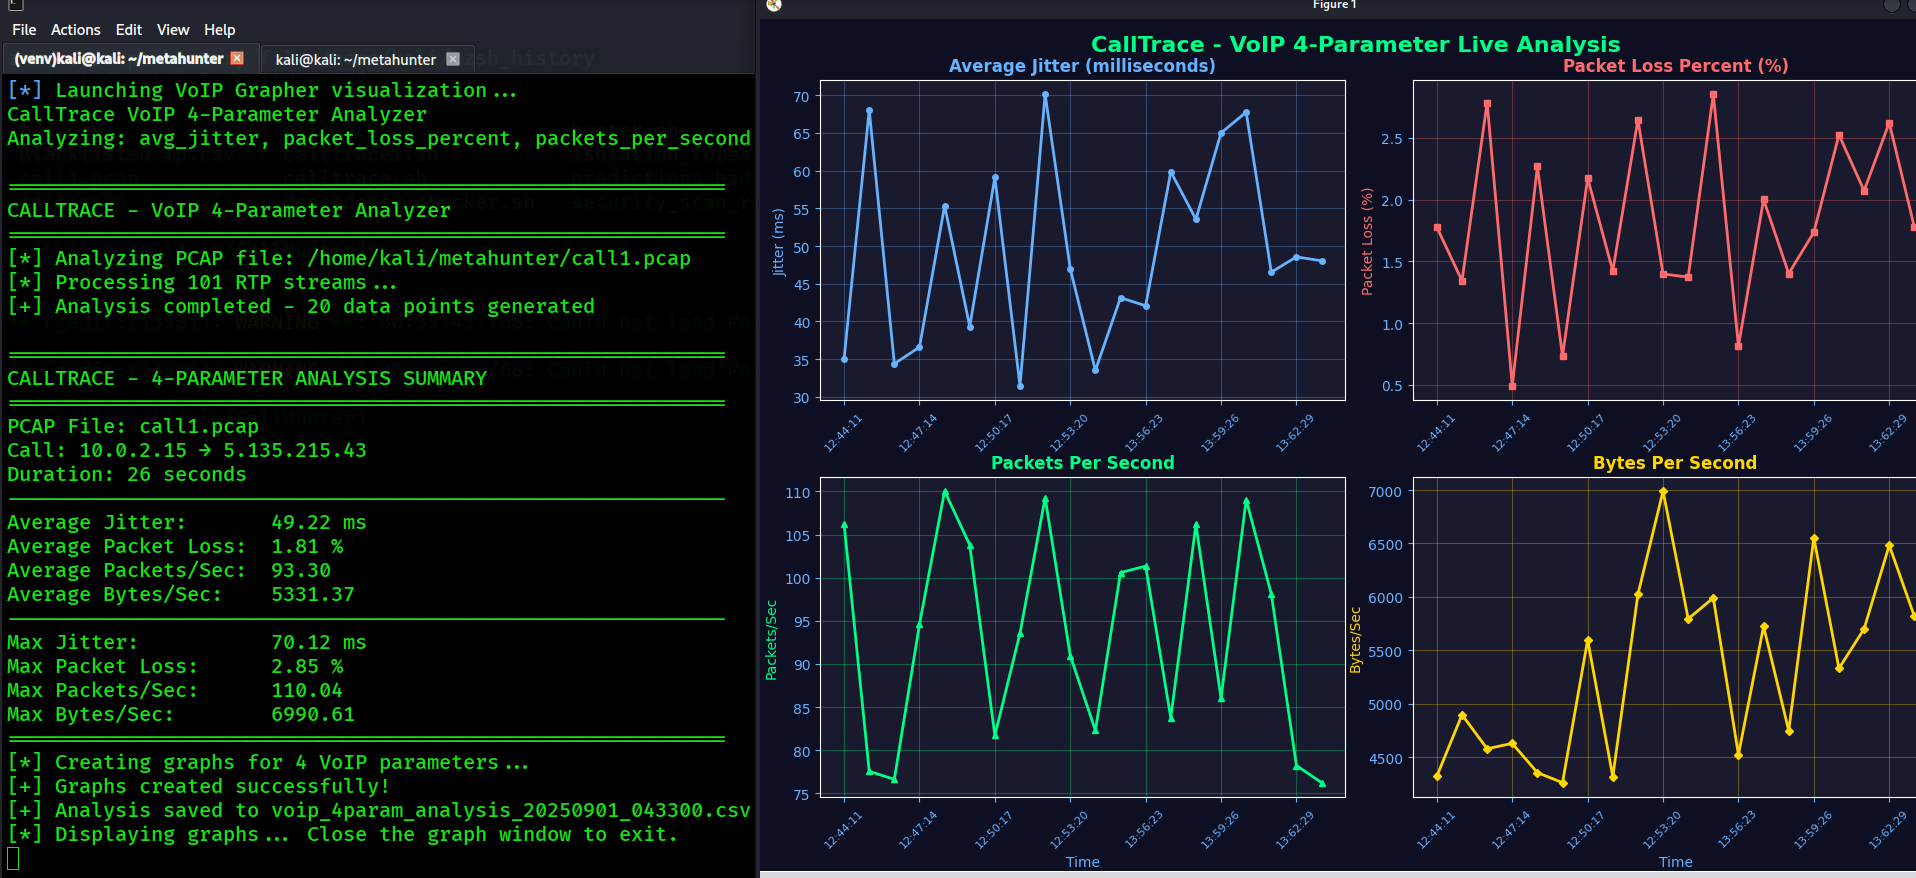 File Actions Edit View Help
(venv)kali@kali: ~/metahunter
kali@kali: ~/metahunter
zsh_history
[*] Launching VoIP Grapher visualization...
CallTrace VoIP 4-Parameter Analyzer
Analyzing: avg_jitter, packet_loss_percent, packets_per_second
CALLTRACE - VoIP 4-Parameter Analyzer
[*] Analyzing PCAP file: /home/kali/metahunter/call1.pcap
[*] Processing 101 RTP streams...
[+] Analysis completed - 20 data points generated
CALLTRACE - 4-PARAMETER ANALYSIS SUMMARY
PCAP File: call1.pcap
Call: 10.0.2.15 → 5.135.215.43
Duration: 26 seconds
Average Jitter: 49.22 ms
Average Packet Loss: 1.81 %
Average Packets/Sec: 93.30
Average Bytes/Sec: 5331.37
Max Jitter: 70.12 ms
Max Packet Loss: 2.85 %
Max Packets/Sec: 110.04
Max Bytes/Sec: 6990.61
[*] Creating graphs for 4 VoIP parameters...
[+] Graphs created successfully!
[+] Analysis saved to voip_4param_analysis_20250901_043300.csv
[*] Displaying graphs... Close the graph window to exit.
Figure 1
CallTrace - VoIP 4-Parameter Live Analysis
Average Jitter (milliseconds)
Jitter (ms)
70
65
60
55
50
45
40
35
30
12:44:11 12:47:14 12:50:17 12:53:20 13:56:23 13:59:26 13:62:29
Packet Loss Percent (%)
Packet Loss (%)
2.5
2.0
1.5
1.0
0.5
12:44:11 12:47:14 12:50:17 12:53:20 13:56:23 13:59:26 13:62:29
Packets Per Second
Packets/Sec
110
105
100
95
90
85
80
75
12:44:11 12:47:14 12:50:17 12:53:20 13:56:23 13:59:26 13:62:29
Time
Bytes Per Second
Bytes/Sec
7000
6500
6000
5500
5000
4500
12:44:11 12:47:14 12:50:17 12:53:20 13:56:23 13:59:26 13:62:29
Time